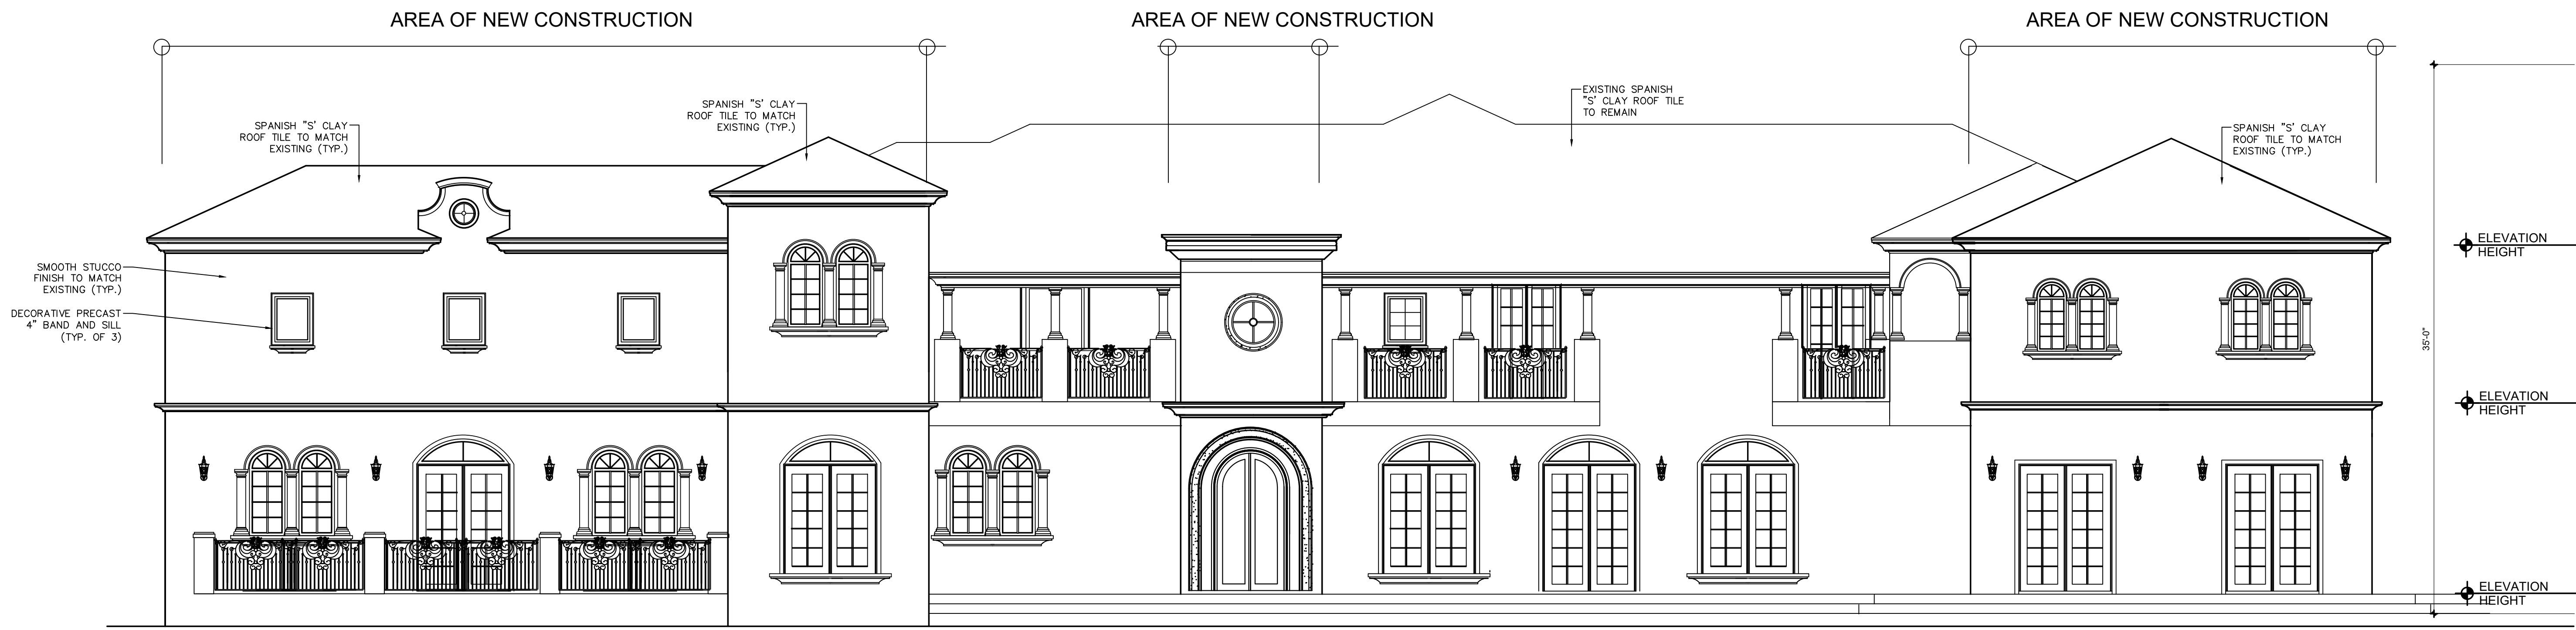 AREA OF NEW CONSTRUCTION
AREA OF NEW CONSTRUCTION
AREA OF NEW CONSTRUCTION
SPANISH "S' CLAY
ROOF TILE TO MATCH
EXISTING (TYP.)
SPANISH "S' CLAY
ROOF TILE TO MATCH
EXISTING (TYP.)
EXISTING SPANISH
"S' CLAY ROOF TILE
TO REMAIN
SPANISH "S' CLAY
ROOF TILE TO MATCH
EXISTING (TYP.)
SMOOTH STUCCO
FINISH TO MATCH
EXISTING (TYP.)
DECORATIVE PRECAST
4" BAND AND SILL
(TYP. OF 3)
35'-0"
ELEVATION
HEIGHT
ELEVATION
HEIGHT
ELEVATION
HEIGHT